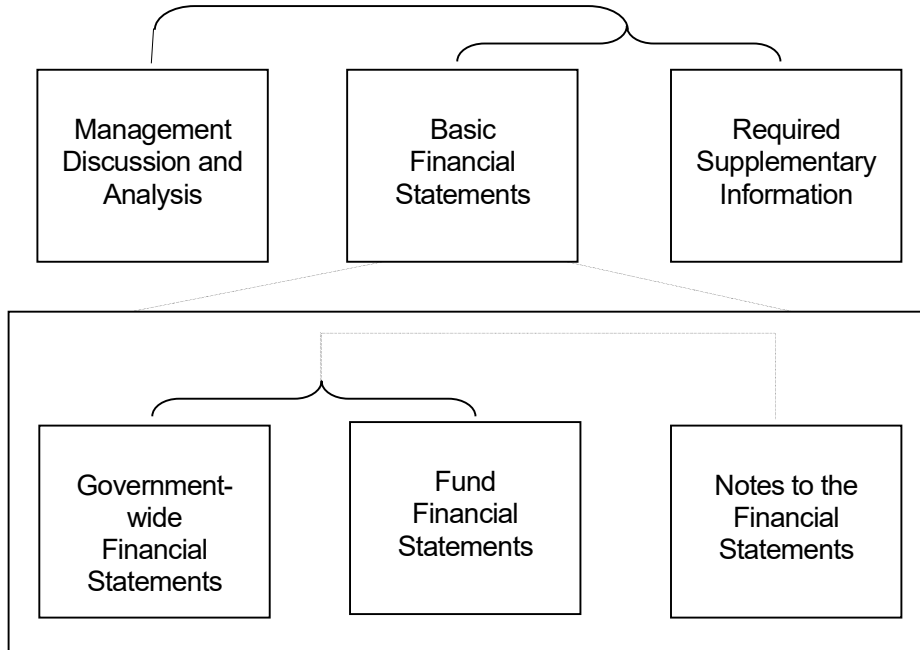 Management
Discussion and
Analysis
Basic
Financial
Statements
Required
Supplementary
Information
Government-
wide
Financial
Statements
Fund
Financial
Statements
Notes to the
Financial
Statements